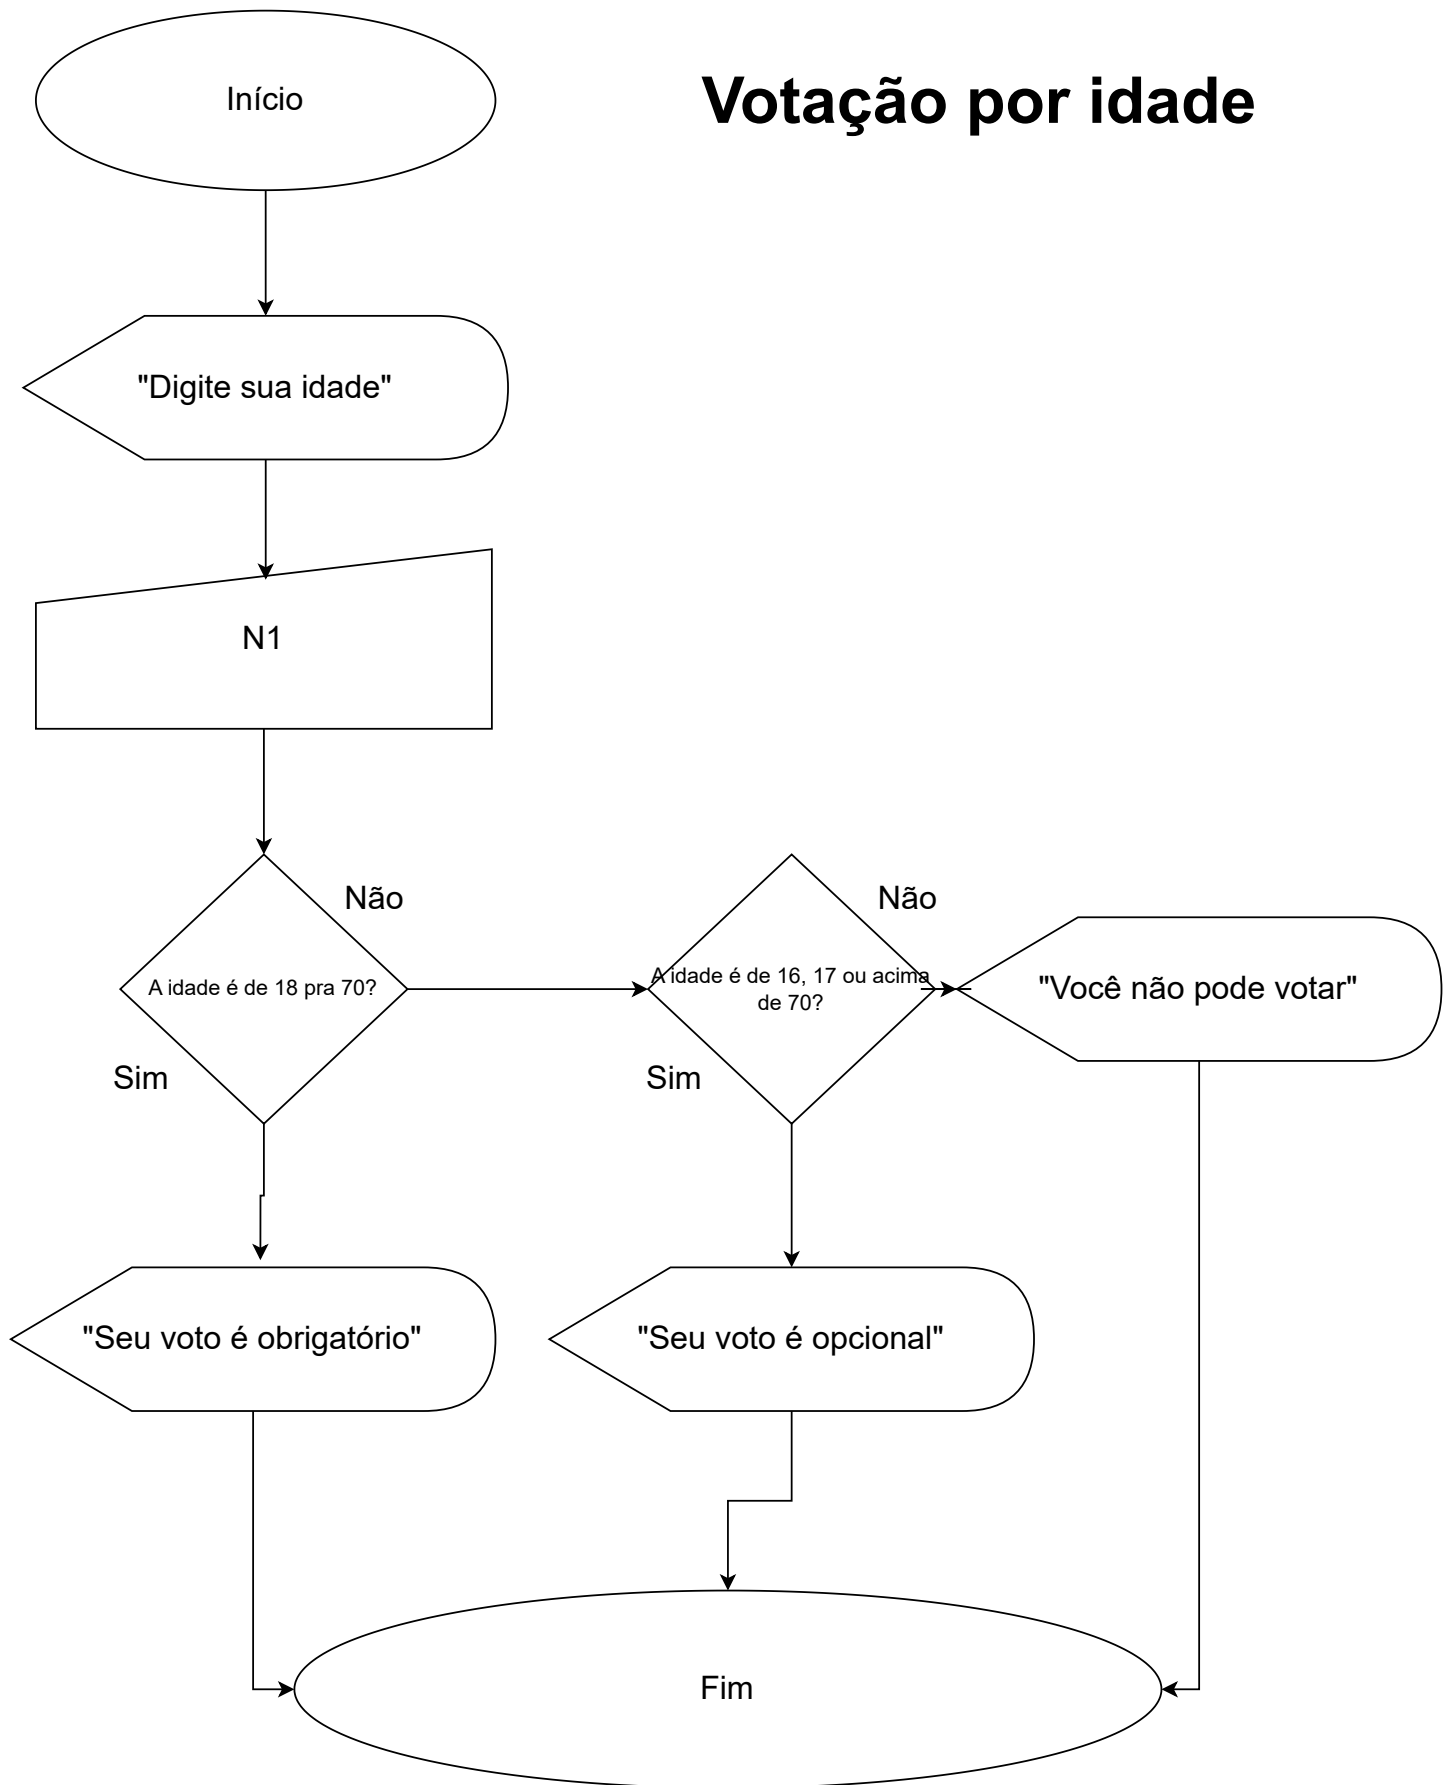 Início
Votação por idade
"Digite sua idade"
N1
Não
Não
A idade é de 18 pra 70?
A idade é de 16, 17 ou acima
de 70?
"Você não pode votar"
Sim
Sim
"Seu voto é obrigatório"
"Seu voto é opcional"
Fim